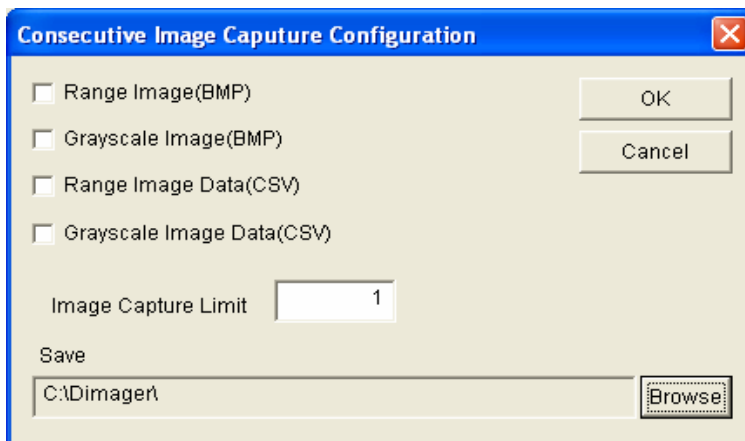 Consecutive Image Caputure Configuration
Range Image(BMP)
OK
Grayscale Image(BMP)
Cancel
Range Image Data(CSV)
Grayscale Image Data(CSV)
Image Capture Limit 1
Save
C:\Dimager\ Browse